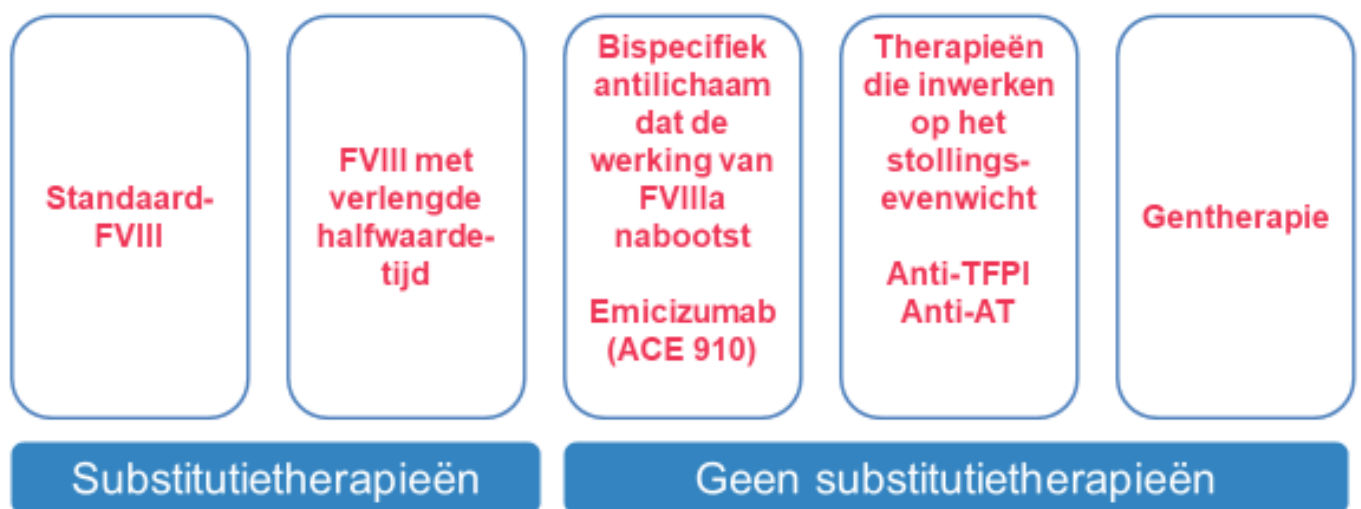 Standaard-
FVIII
FVIII met
verlengde
halfwaarde-
tijd
Bispecifiek
antilichaam
dat de
werking van
FVIIIa
nabootst
Emicizumab
(ACE 910)
Therapieën
die inwerken
op het
stollings-
evenwicht
Anti-TFPI
Anti-AT
Gentherapie
Substitutietherapieën
Geen substitutietherapieën